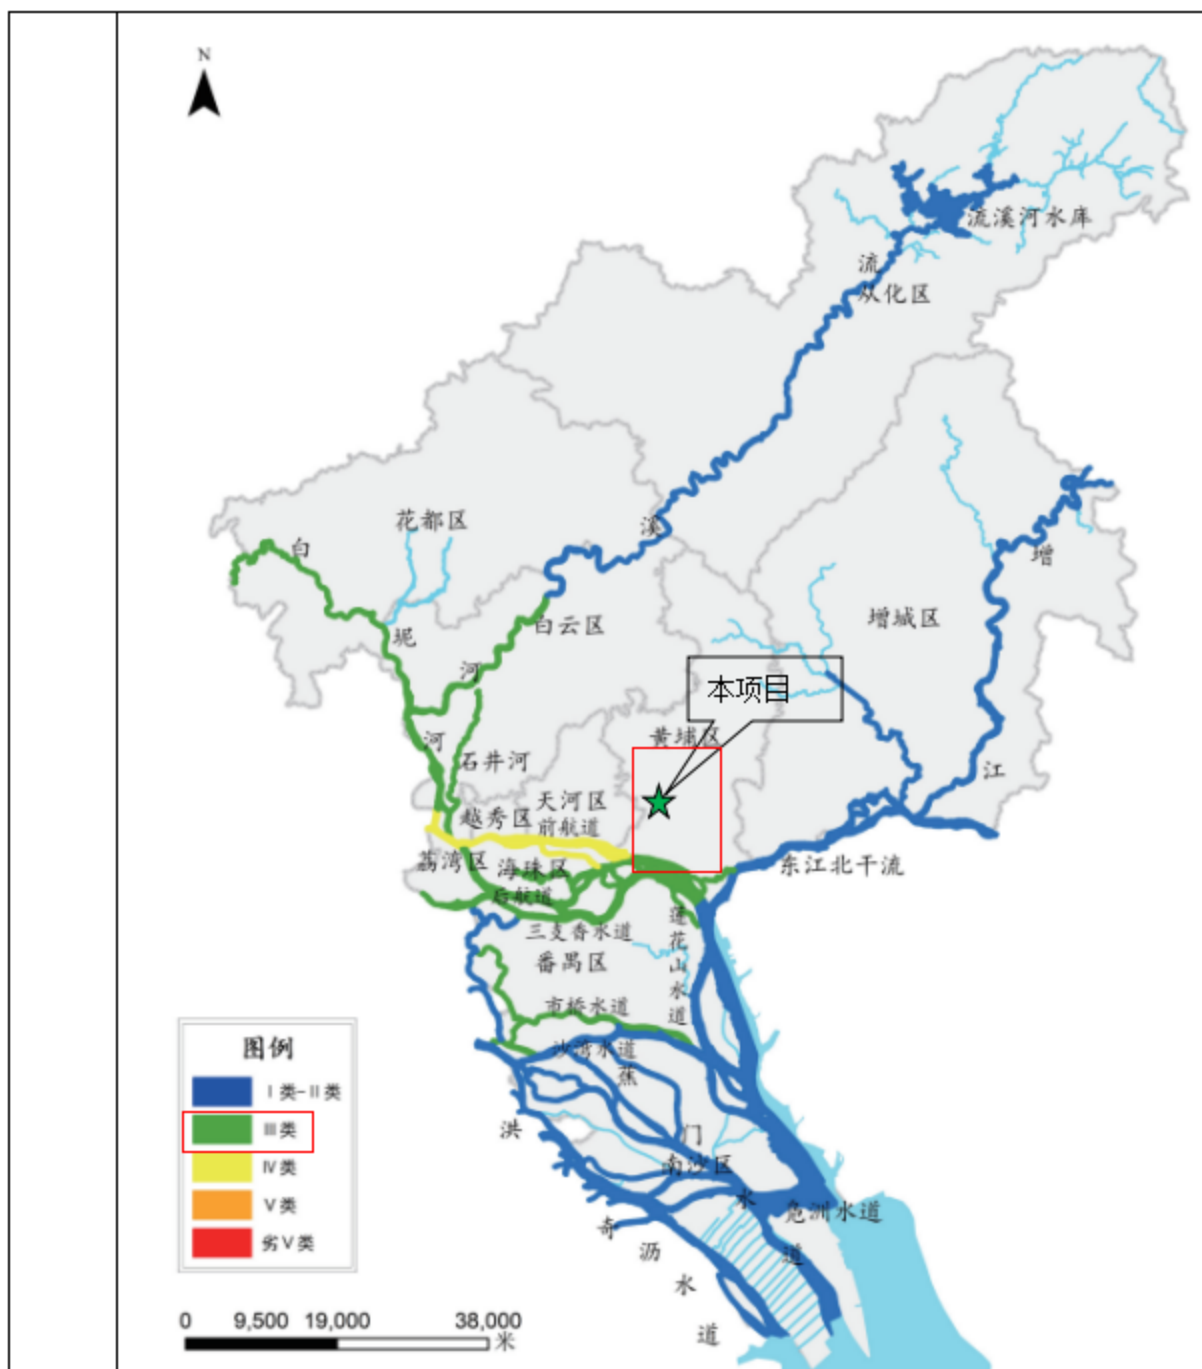 N
流溪河水库
流
从化区
花都区
溪
白
增
坭
白云区
增城区
河
本项目
黄埔区
河
石井河
江
天河区
越秀区
前航道
荔湾区
海珠区
东江北干流
后航道
莲花山水道
三支香水道
番禺区
市桥水道
沙湾水道
蕉
图例
I类-II类
III类
洪
门
IV类
南沙区
V类
水
凫洲水道
奇
劣V类
沥
道
水
0 9,500 19,000 38,000
米
道